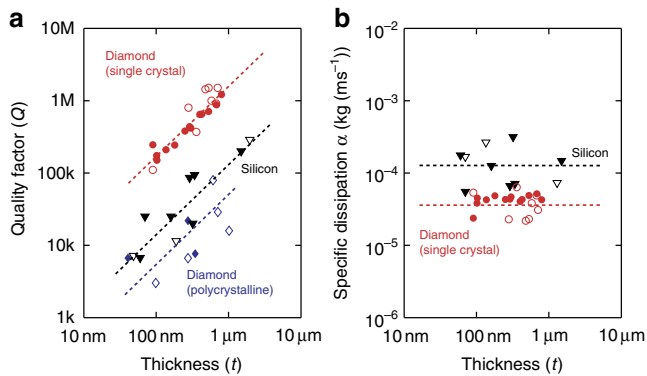 a
10M
1M
100k
10k
1k
Quality factor (Q)
Diamond
(single crystal)
Silicon
Diamond
(polycrystalline)
10 nm
100 nm
1 µm
10 µm
Thickness (t)
b
10⁻²
10⁻³
10⁻⁴
10⁻⁵
10⁻⁶
Specific dissipation α (kg (ms⁻¹))
Silicon
Diamond
(single crystal)
10 nm
100 nm
1 µm
10 µm
Thickness (t)